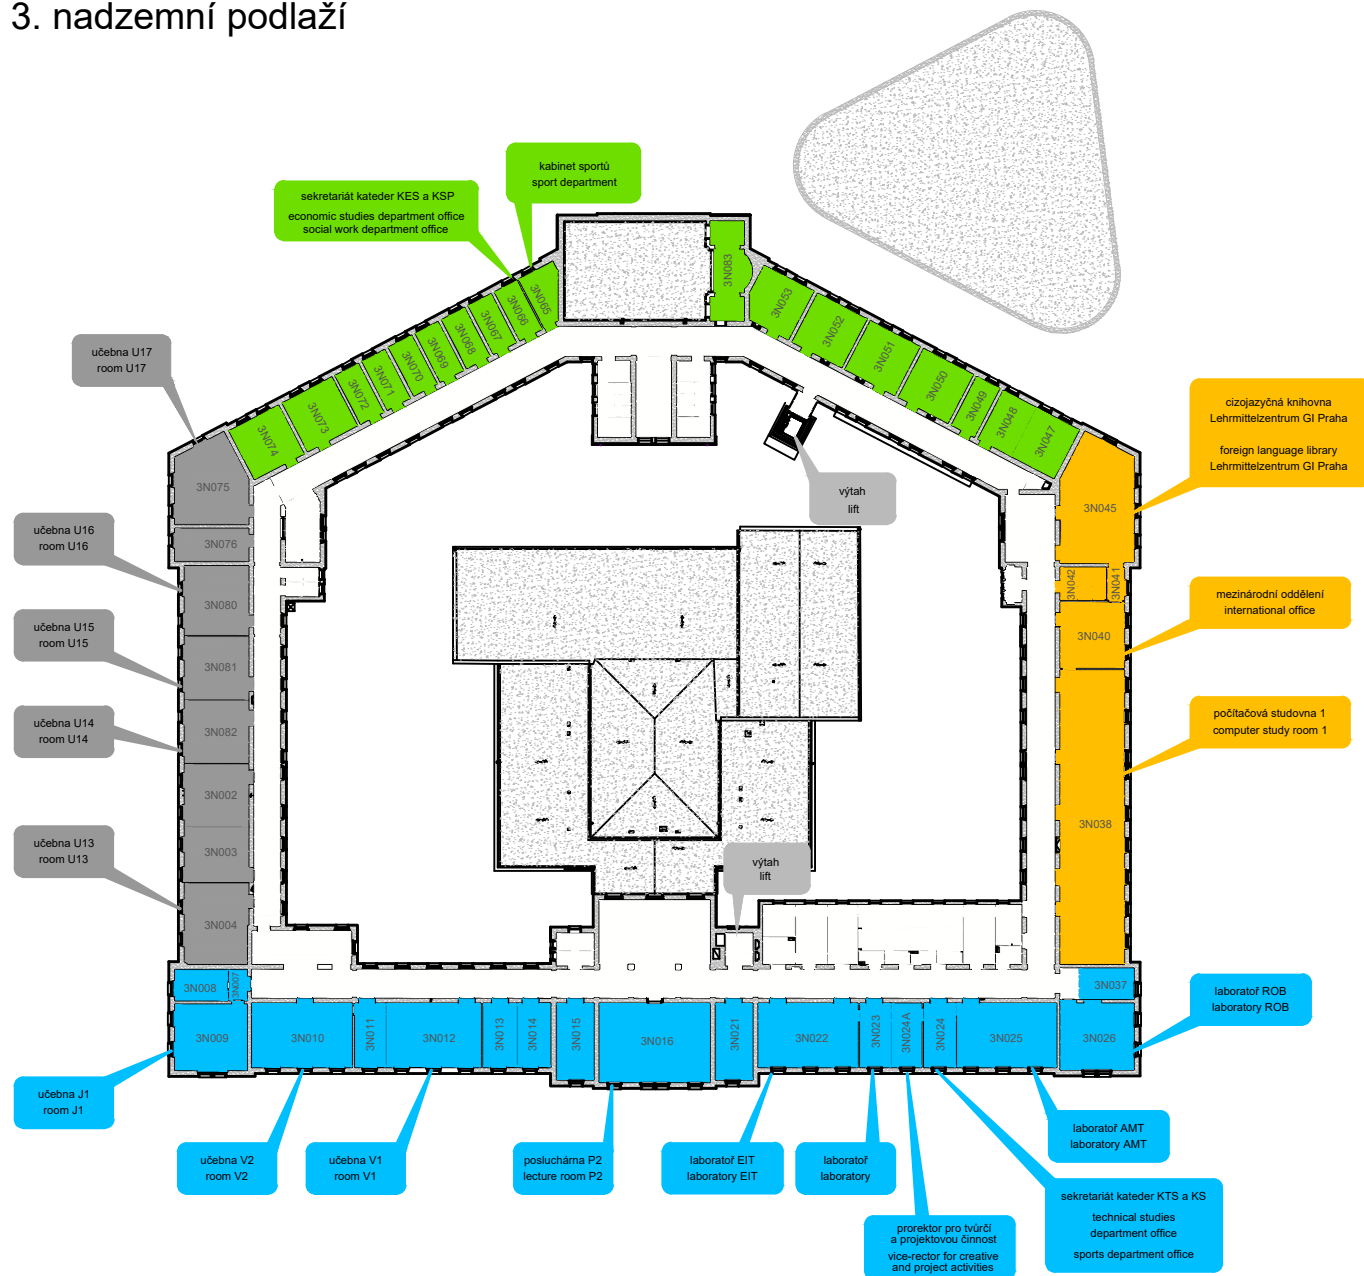 3. nadzemní podlaží
kabinet sportů
sport department
sekretariát kateder KES a KSP
economic studies department office
social work department office
učebna U17
room U17
učebna U16
room U16
učebna U15
room U15
učebna U14
room U14
učebna U13
room U13
učebna J1
room J1
učebna V2
room V2
učebna V1
room V1
posluchárna P2
lecture room P2
laboratoř EIT
laboratory EIT
laboratoř
laboratory
prorektor pro tvůrčí
a projektovou činnost
vice-rector for creative
and project activities
sekretariát kateder KTS a KS
technical studies
department office
sports department office
laboratoř AMT
laboratory AMT
laboratoř ROB
laboratory ROB
počítačová studovna 1
computer study room 1
mezinárodní oddělení
international office
cizojazyčná knihovna
Lehrmittelzentrum GI Praha
foreign language library
Lehrmittelzentrum GI Praha
výtah
lift
výtah
lift
3N083
3N053
3N052
3N051
3N050
3N049
3N048
3N047
3N045
3N042
3N041
3N040
3N038
3N037
3N026
3N025
3N024
3N024A
3N023
3N022
3N021
3N016
3N015
3N014
3N013
3N012
3N011
3N010
3N009
3N008
3N007
3N004
3N003
3N002
3N082
3N081
3N080
3N076
3N075
3N074
3N073
3N072
3N071
3N070
3N069
3N068
3N067
3N066
3N065